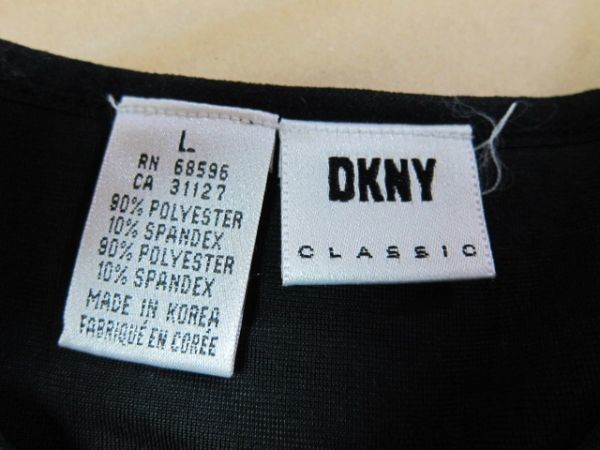 L
RN 68596
CA 31127
90% POLYESTER
10% SPANDEX
90% POLYESTER
10% SPANDEX
MADE IN KOREA
FABRIQUÉ EN COREE
DKNY
CLASSIC